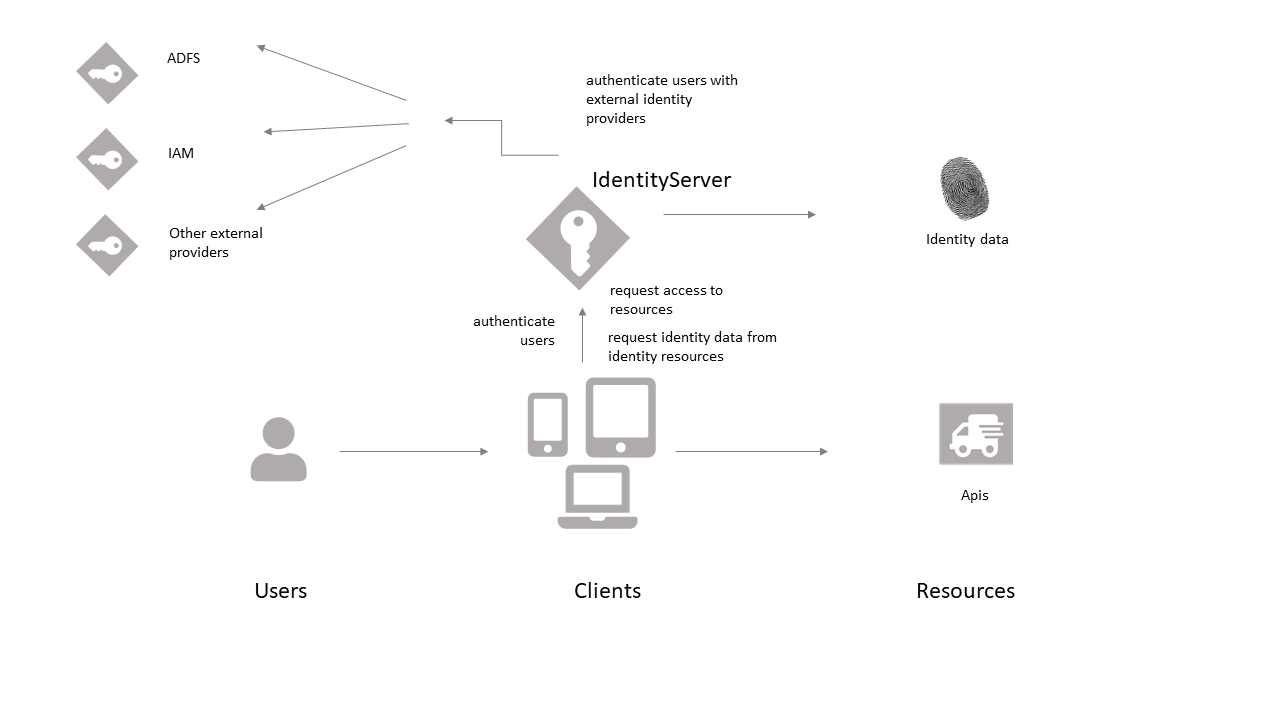 ADFS
authenticate users with
external identity
providers
IAM
IdentityServer
Other external
providers
Identity data
request access to
resources
authenticate
users
request identity data from
identity resources
Apis
Users
Clients
Resources